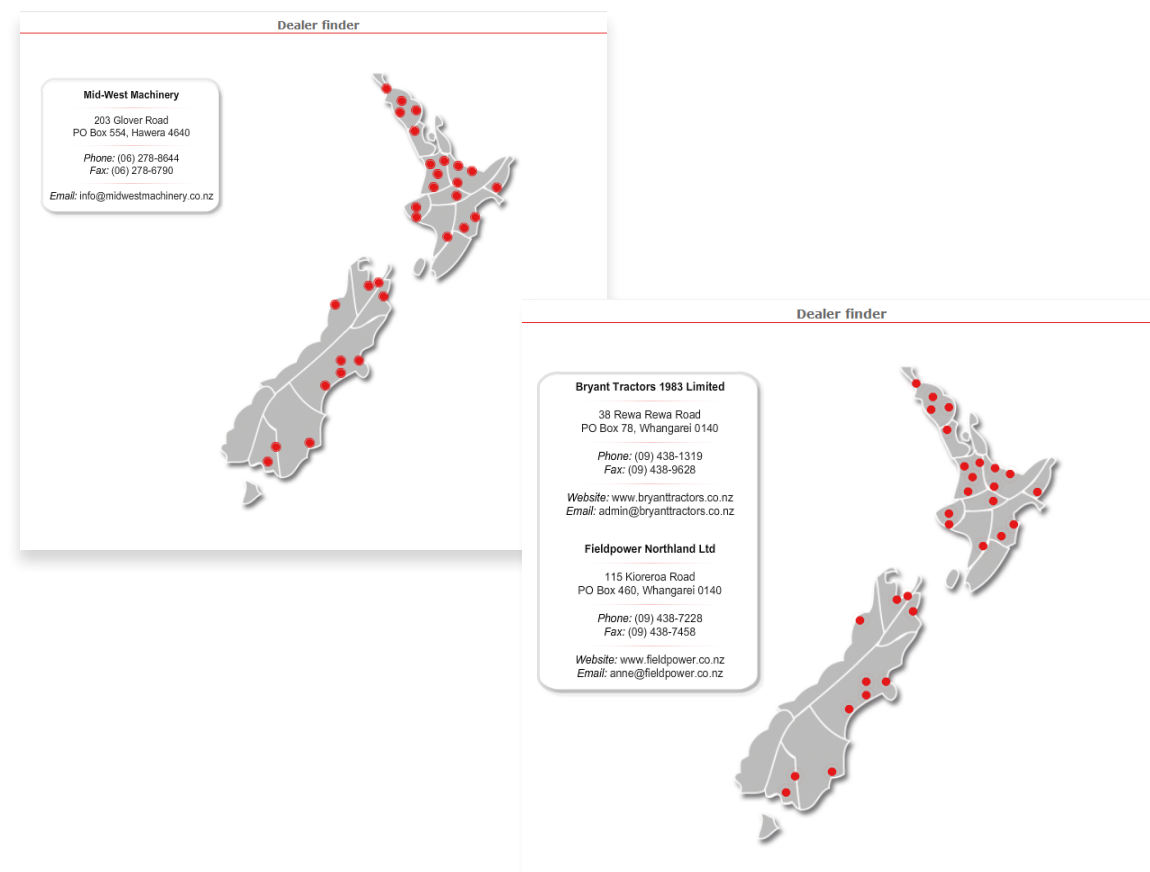 Dealer finder
Mid-West Machinery
203 Glover Road
PO Box 554, Hawera 4640
Phone: (06) 278-8644
Fax: (06) 278-6790
Email: info@midwestmachinery.co.nz
Dealer finder
Bryant Tractors 1983 Limited
38 Rewa Rewa Road
PO Box 78, Whangarei 0140
Phone: (09) 438-1319
Fax: (09) 438-9628
Website: www.bryanttractors.co.nz
Email: admin@bryanttractors.co.nz
Fieldpower Northland Ltd
115 Kioreroa Road
PO Box 460, Whangarei 0140
Phone: (09) 438-7228
Fax: (09) 438-7458
Website: www.fieldpower.co.nz
Email: anne@fieldpower.co.nz